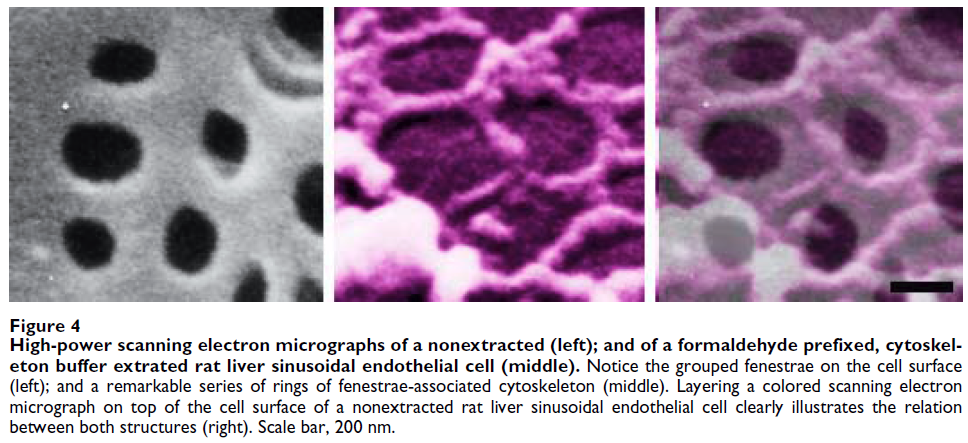 Figure 4
High-power scanning electron micrographs of a nonextracted (left); and of a formaldehyde prefixed, cytoskel-
eton buffer extrated rat liver sinusoidal endothelial cell (middle). Notice the grouped fenestrae on the cell surface
(left); and a remarkable series of rings of fenestrae-associated cytoskeleton (middle). Layering a colored scanning electron
micrograph on top of the cell surface of a nonextracted rat liver sinusoidal endothelial cell clearly illustrates the relation
between both structures (right). Scale bar, 200 nm.